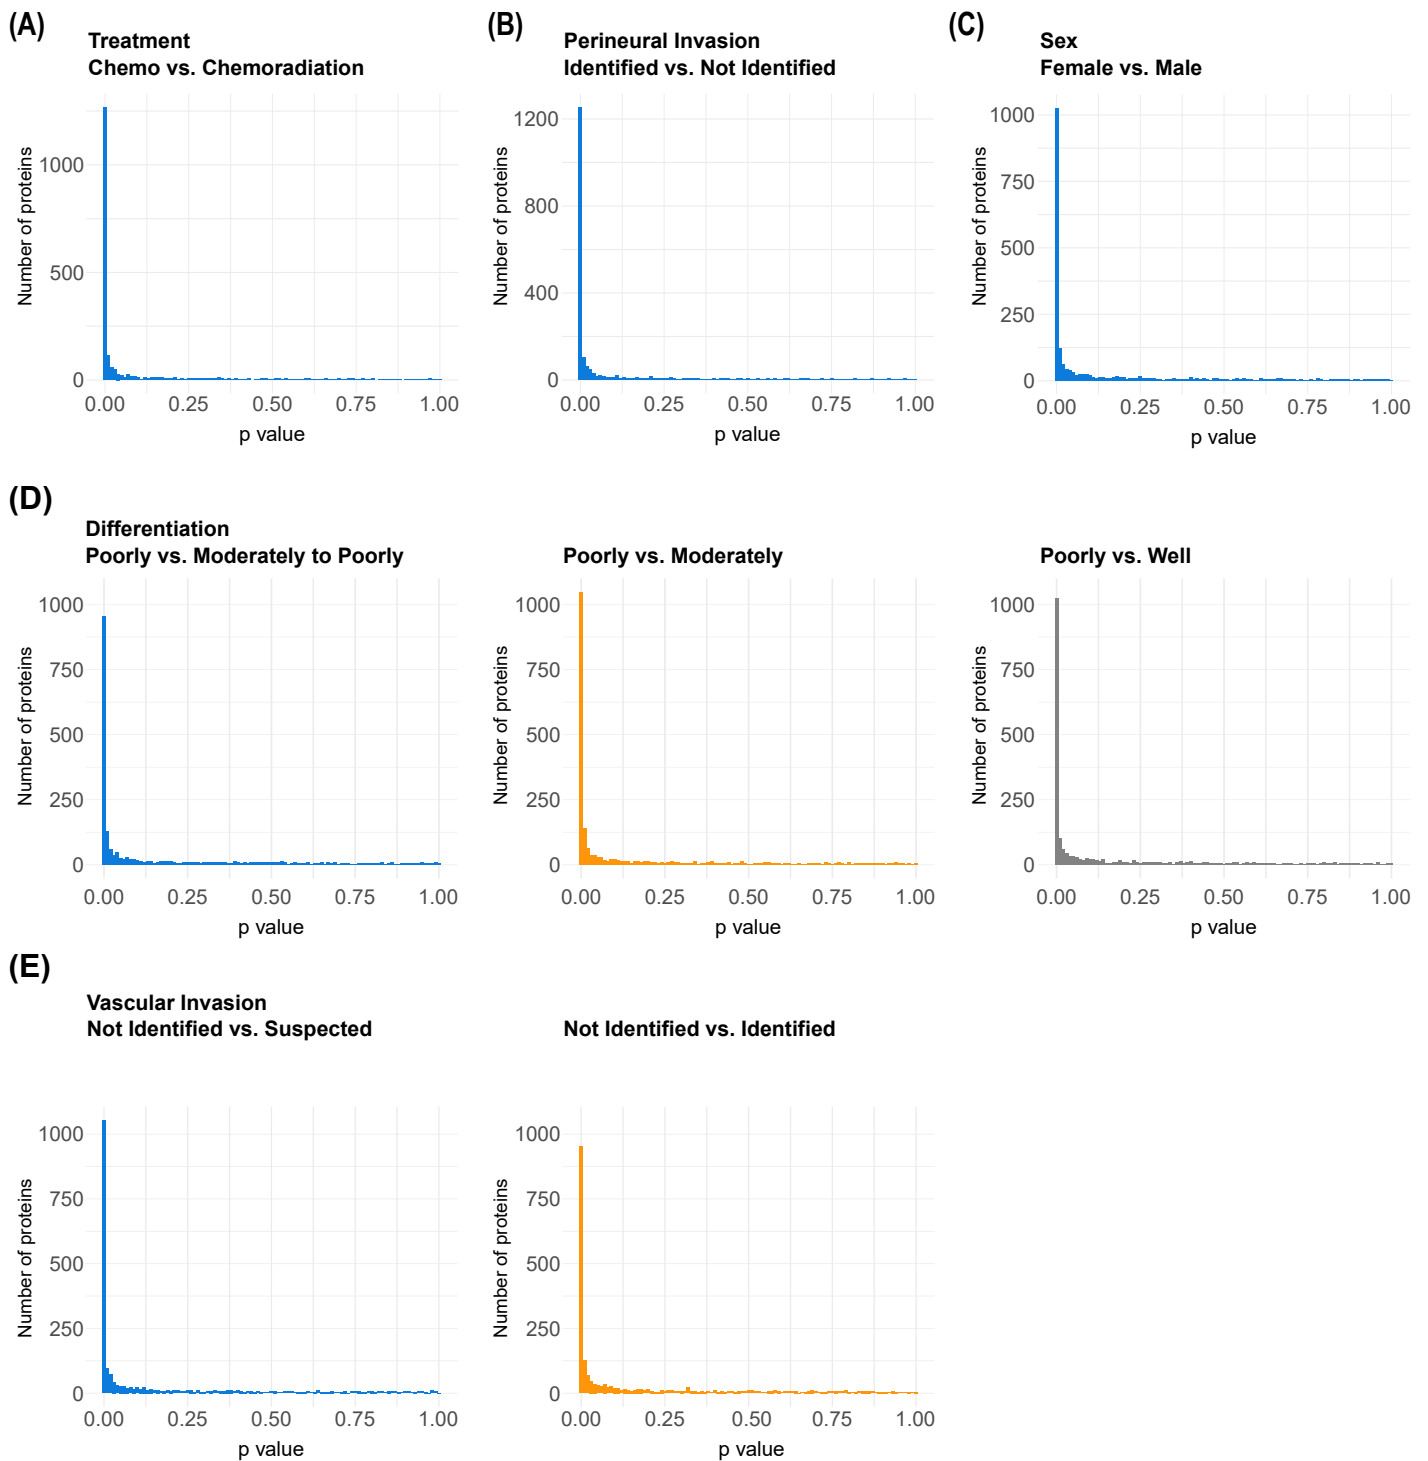 (A)
Treatment
Chemo vs. Chemoradiation
Number of proteins
1000
500
0
0.00 0.25 0.50 0.75 1.00
p value
(B)
Perineural Invasion
Identified vs. Not Identified
Number of proteins
1200
800
400
0
0.00 0.25 0.50 0.75 1.00
p value
(C)
Sex
Female vs. Male
Number of proteins
1000
750
500
250
0
0.00 0.25 0.50 0.75 1.00
p value
(D)
Differentiation
Poorly vs. Moderately to Poorly
Number of proteins
1000
750
500
250
0
0.00 0.25 0.50 0.75 1.00
p value
Poorly vs. Moderately
Number of proteins
1000
750
500
250
0
0.00 0.25 0.50 0.75 1.00
p value
Poorly vs. Well
Number of proteins
1000
750
500
250
0
0.00 0.25 0.50 0.75 1.00
p value
(E)
Vascular Invasion
Not Identified vs. Suspected
Number of proteins
1000
750
500
250
0
0.00 0.25 0.50 0.75 1.00
p value
Not Identified vs. Identified
Number of proteins
1000
750
500
250
0
0.00 0.25 0.50 0.75 1.00
p value